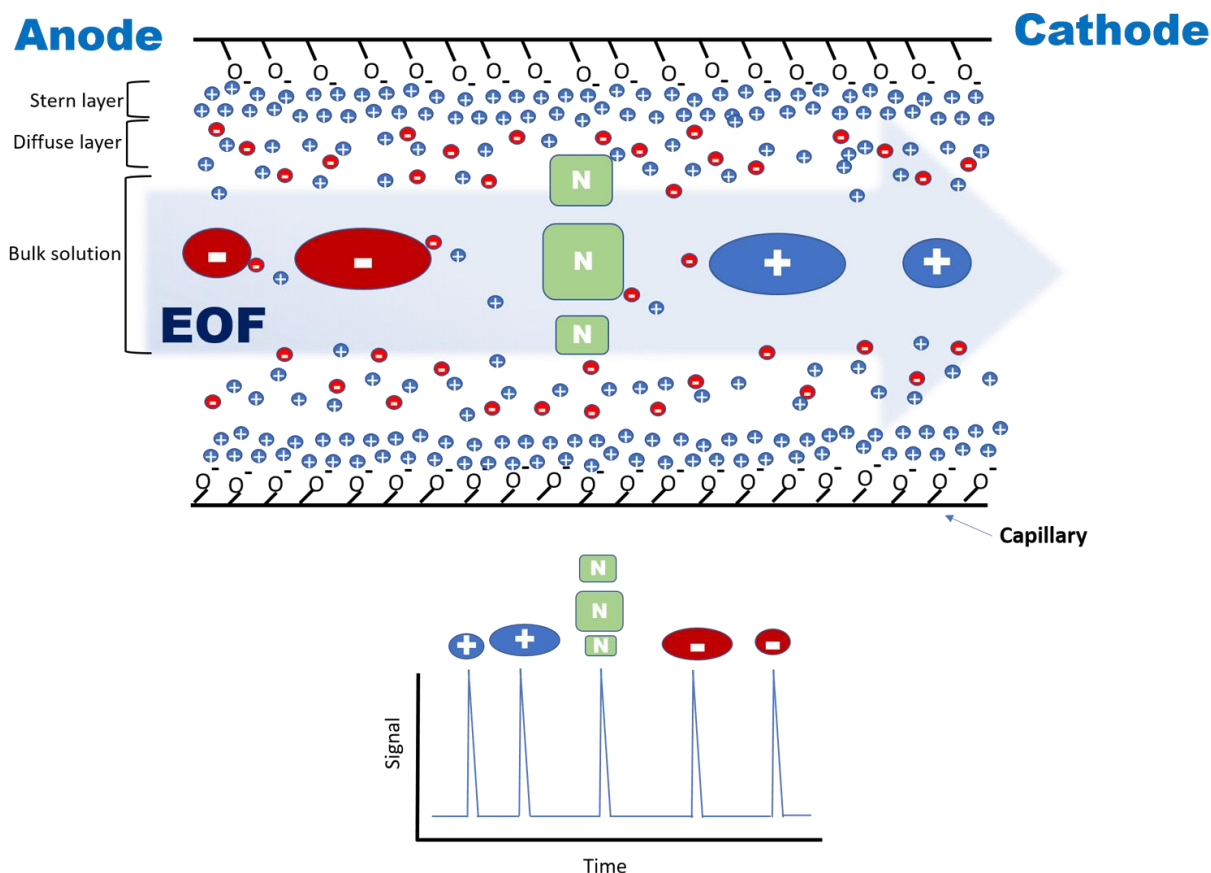 Anode
Cathode
Stern layer
Diffuse layer
Bulk solution
EOF
O- O- O- O- O- O- O- O- O- O- O- O- O- O- O- O- O-
N
- - N + +
N
O- O- O- O- O- O- O- O- O- O- O- O- O- O- O- O- O- O-
Capillary
N
N
+ + N - -
Signal
Time